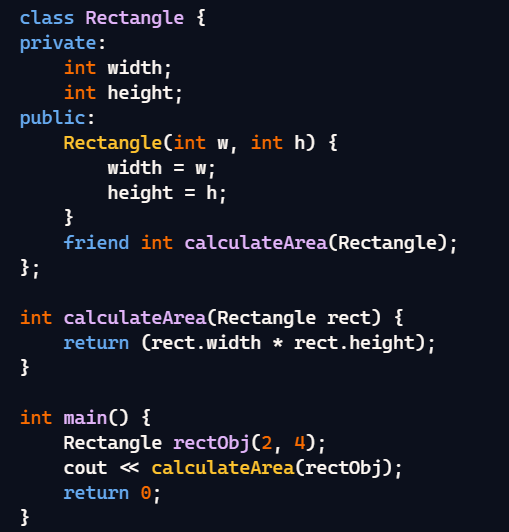 class Rectangle {
private:
    int width;
    int height;
public:
    Rectangle(int w, int h) {
        width = w;
        height = h;
    }
    friend int calculateArea(Rectangle);
};

int calculateArea(Rectangle rect) {
    return (rect.width * rect.height);
}

int main() {
    Rectangle rectObj(2, 4);
    cout << calculateArea(rectObj);
    return 0;
}